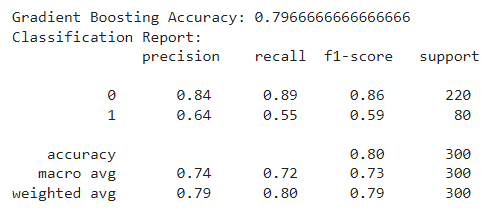 Gradient Boosting Accuracy: 0.7966666666666666
Classification Report:
              precision    recall  f1-score   support

           0       0.84      0.89      0.86       220
           1       0.64      0.55      0.59        80

    accuracy                           0.80       300
   macro avg       0.74      0.72      0.73       300
weighted avg       0.79      0.80      0.79       300